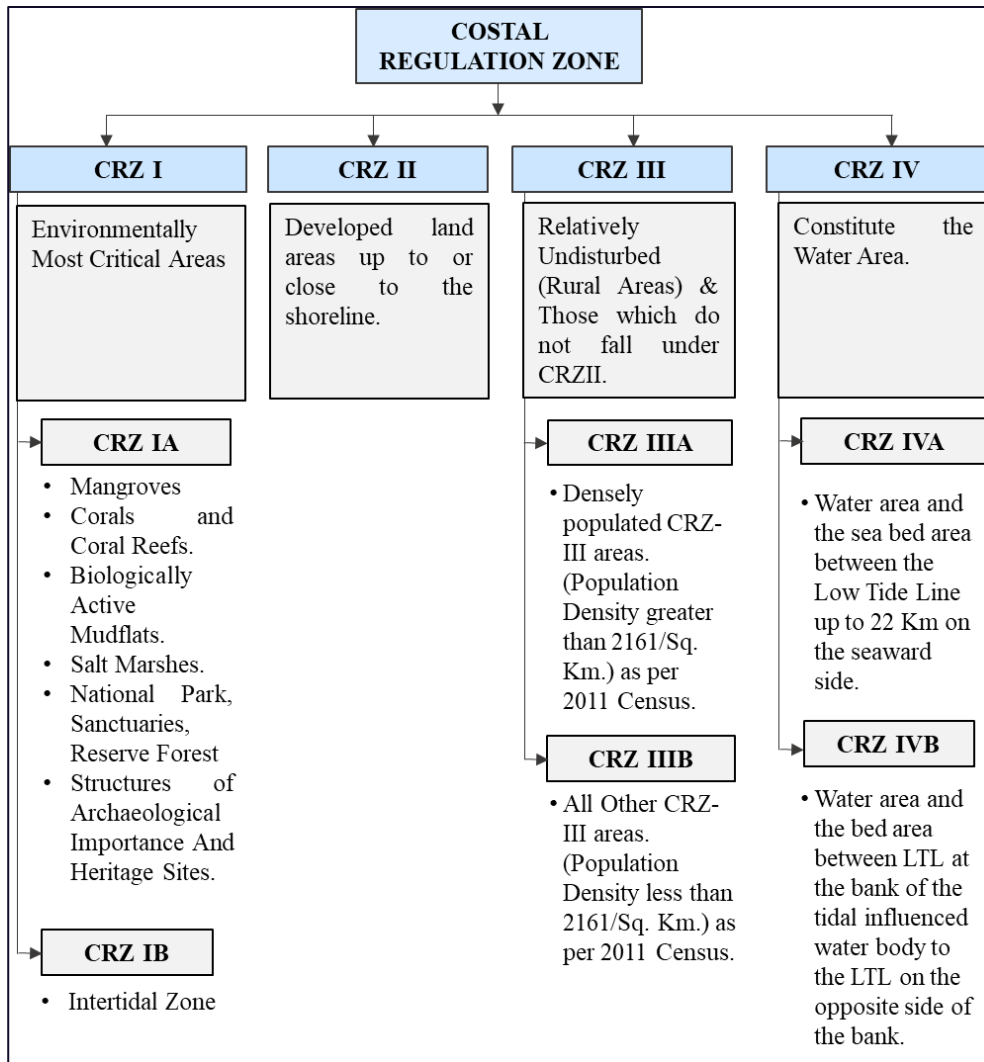 COSTAL
REGULATION ZONE
CRZ I
Environmentally
Most Critical Areas
CRZ IA
• Mangroves
• Corals and
Coral Reefs.
• Biologically
Active
Mudflats.
• Salt Marshes.
• National Park,
Sanctuaries,
Reserve Forest
• Structures of
Archaeological
Importance And
Heritage Sites.
CRZ IB
• Intertidal Zone
CRZ II
Developed land
areas up to or
close to the
shoreline.
CRZ III
Relatively
Undisturbed
(Rural Areas) &
Those which do
not fall under
CRZII.
CRZ IIIA
• Densely
populated CRZ-
III areas.
(Population
Density greater
than 2161/Sq.
Km.) as per
2011 Census.
CRZ IIIB
• All Other CRZ-
III areas.
(Population
Density less than
2161/Sq. Km.) as
per 2011 Census.
CRZ IV
Constitute the
Water Area.
CRZ IVA
• Water area and
the sea bed area
between the
Low Tide Line
up to 22 Km on
the seaward
side.
CRZ IVB
• Water area and
the bed area
between LTL at
the bank of the
tidal influenced
water body to
the LTL on the
opposite side of
the bank.